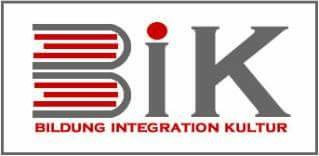 BiK
BILDUNG INTEGRATION KULTUR